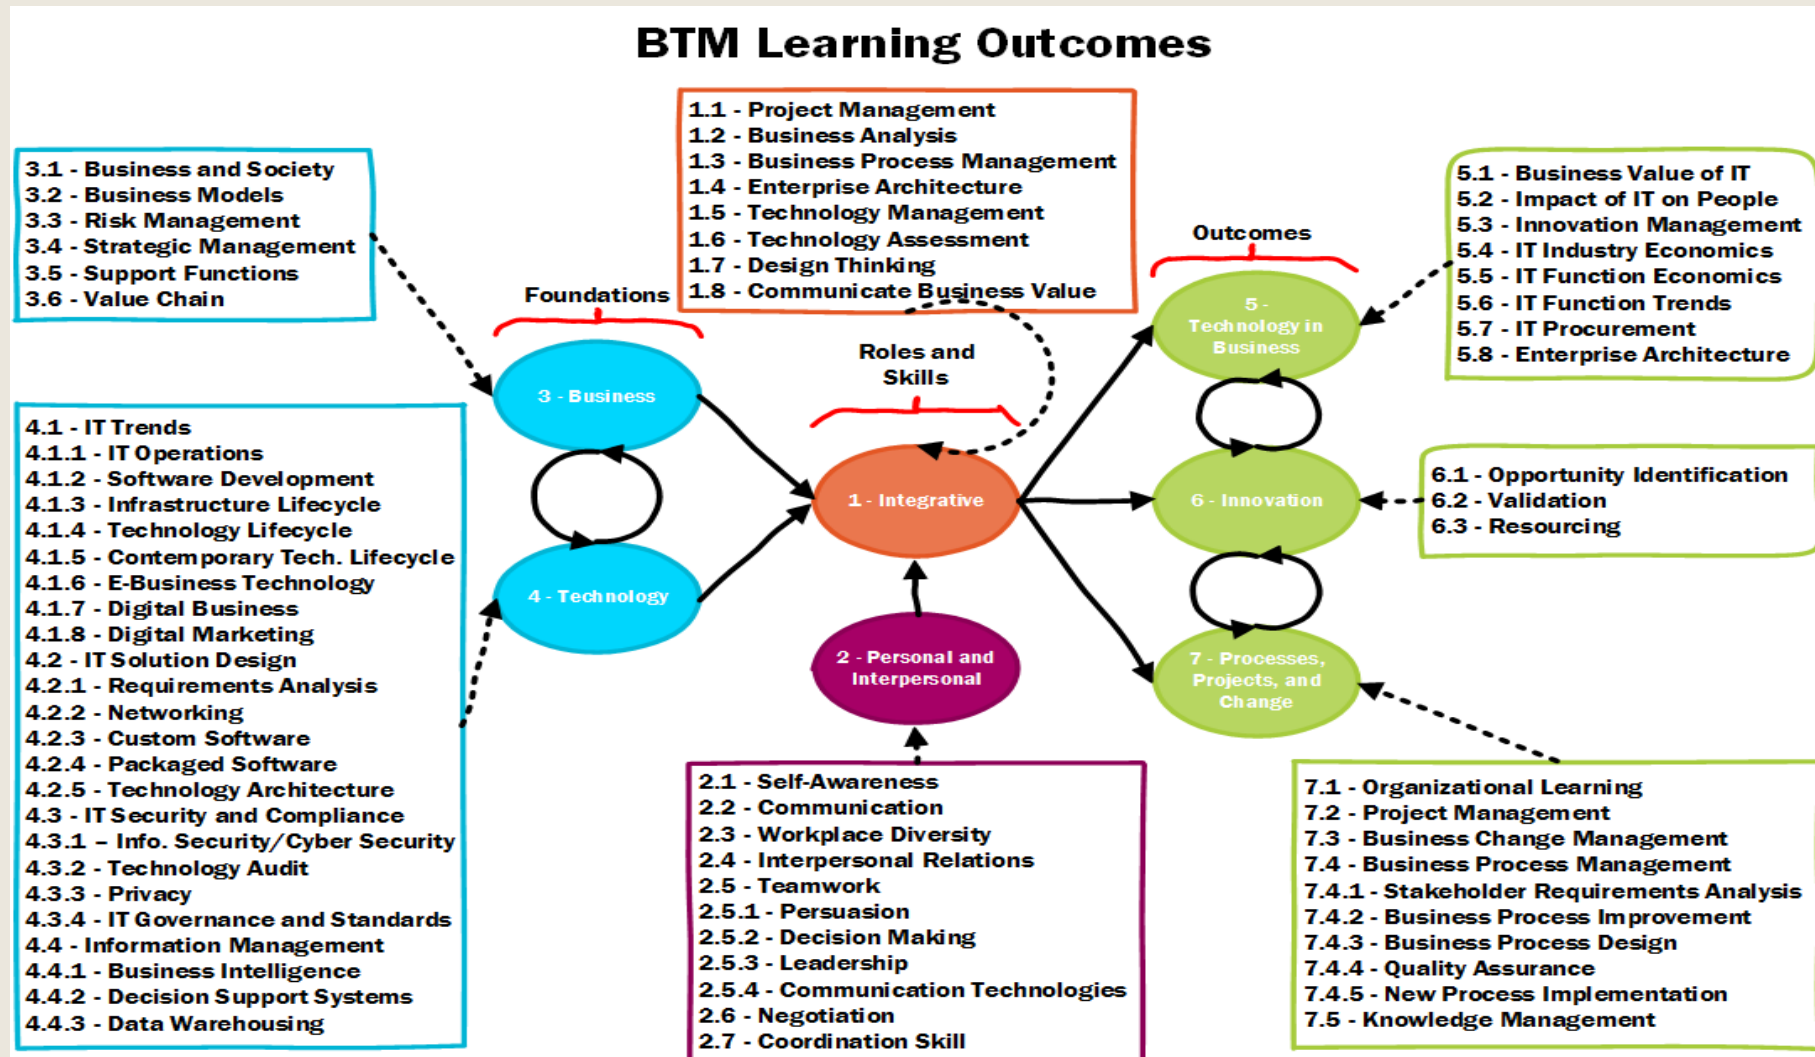 BTM Learning Outcomes
3.1 - Business and Society
3.2 - Business Models
3.3 - Risk Management
3.4 - Strategic Management
3.5 - Support Functions
3.6 - Value Chain
4.1 - IT Trends
4.1.1 - IT Operations
4.1.2 - Software Development
4.1.3 - Infrastructure Lifecycle
4.1.4 - Technology Lifecycle
4.1.5 - Contemporary Tech. Lifecycle
4.1.6 - E-Business Technology
4.1.7 - Digital Business
4.1.8 - Digital Marketing
4.2 - IT Solution Design
4.2.1 - Requirements Analysis
4.2.2 - Networking
4.2.3 - Custom Software
4.2.4 - Packaged Software
4.2.5 - Technology Architecture
4.3 - IT Security and Compliance
4.3.1 – Info. Security/Cyber Security
4.3.2 - Technology Audit
4.3.3 - Privacy
4.3.4 - IT Governance and Standards
4.4 - Information Management
4.4.1 - Business Intelligence
4.4.2 - Decision Support Systems
4.4.3 - Data Warehousing
Foundations
3 - Business
4 - Technology
1.1 - Project Management
1.2 - Business Analysis
1.3 - Business Process Management
1.4 - Enterprise Architecture
1.5 - Technology Management
1.6 - Technology Assessment
1.7 - Design Thinking
1.8 - Communicate Business Value
Roles and
Skills
1 - Integrative
2 - Personal and
Interpersonal
2.1 - Self-Awareness
2.2 - Communication
2.3 - Workplace Diversity
2.4 - Interpersonal Relations
2.5 - Teamwork
2.5.1 - Persuasion
2.5.2 - Decision Making
2.5.3 - Leadership
2.5.4 - Communication Technologies
2.6 - Negotiation
2.7 - Coordination Skill
Outcomes
5 -
Technology in
Business
6 - Innovation
7 - Processes,
Projects, and
Change
5.1 - Business Value of IT
5.2 - Impact of IT on People
5.3 - Innovation Management
5.4 - IT Industry Economics
5.5 - IT Function Economics
5.6 - IT Function Trends
5.7 - IT Procurement
5.8 - Enterprise Architecture
6.1 - Opportunity Identification
6.2 - Validation
6.3 - Resourcing
7.1 - Organizational Learning
7.2 - Project Management
7.3 - Business Change Management
7.4 - Business Process Management
7.4.1 - Stakeholder Requirements Analysis
7.4.2 - Business Process Improvement
7.4.3 - Business Process Design
7.4.4 - Quality Assurance
7.4.5 - New Process Implementation
7.5 - Knowledge Management